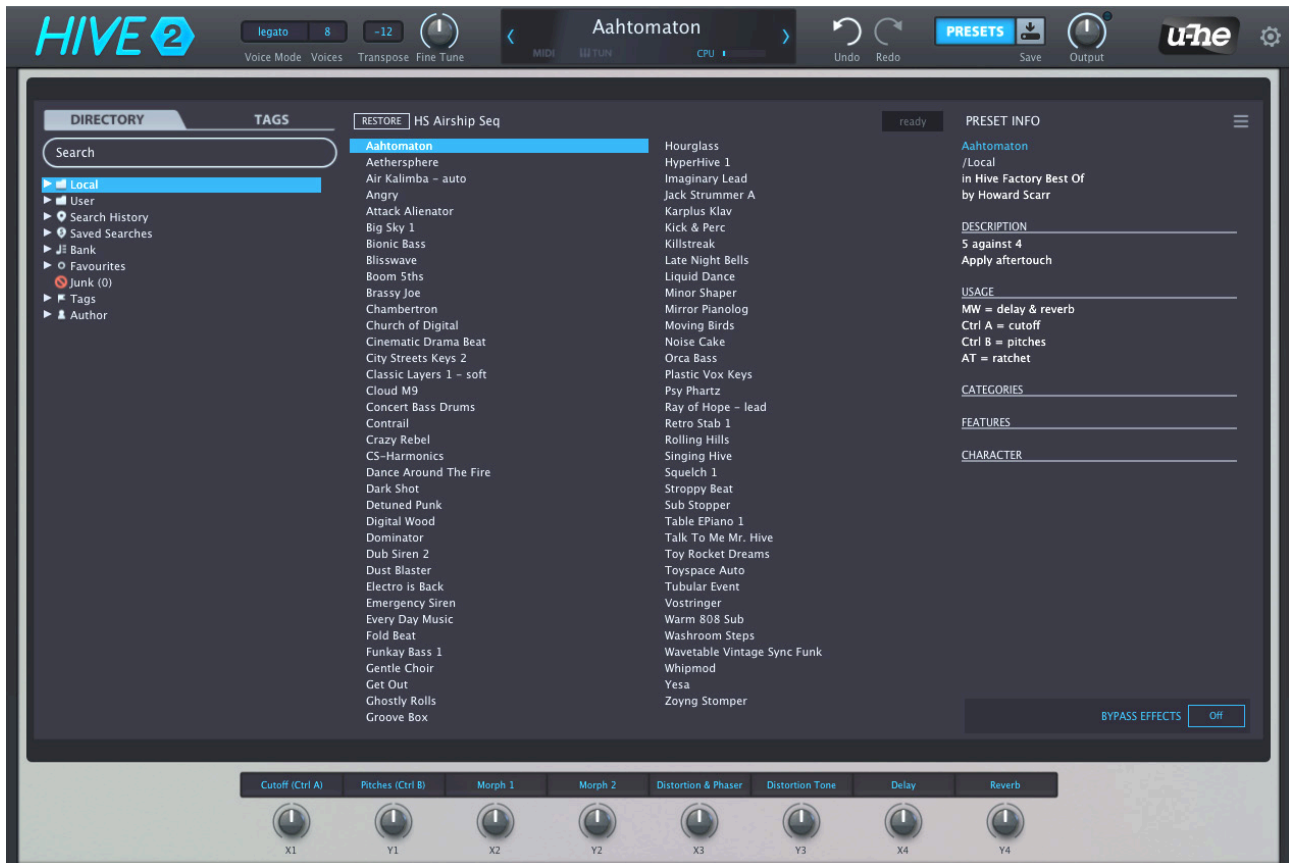 HIVE 2
legato 8 -12
Voice Mode Voices Transpose Fine Tune
Aahtomaton
MIDI TUN CPU
Undo Redo
PRESETS
Save Output
u-he
DIRECTORY TAGS
Search
Local
User
Search History
Saved Searches
Bank
Favourites
Junk (0)
Tags
Author
RESTORE HS Airship Seq
ready
Aahtomaton
Aethersphere
Air Kalimba - auto
Angry
Attack Alienator
Big Sky 1
Bionic Bass
Blisswave
Boom 5ths
Brassy Joe
Chambertron
Church of Digital
Cinematic Drama Beat
City Streets Keys 2
Classic Layers 1 - soft
Cloud M9
Concert Bass Drums
Contrail
Crazy Rebel
CS-Harmonics
Dance Around The Fire
Dark Shot
Detuned Punk
Digital Wood
Dominator
Dub Siren 2
Dust Blaster
Electro is Back
Emergency Siren
Every Day Music
Fold Beat
Funkay Bass 1
Gentle Choir
Get Out
Ghostly Rolls
Groove Box
Hourglass
HyperHive 1
Imaginary Lead
Jack Strummer A
Karplus Klav
Kick & Perc
Killstreak
Late Night Bells
Liquid Dance
Minor Shaper
Mirror Pianolog
Moving Birds
Noise Cake
Orca Bass
Plastic Vox Keys
Psy Phartz
Ray of Hope - lead
Retro Stab 1
Rolling Hills
Singing Hive
Squelch 1
Stroppy Beat
Sub Stopper
Table EPiano 1
Talk To Me Mr. Hive
Toy Rocket Dreams
Toyspace Auto
Tubular Event
Vostringer
Warm 808 Sub
Washroom Steps
Wavetable Vintage Sync Funk
Whipmod
Yesa
Zoyng Stomper
PRESET INFO
Aahtomaton
/Local
in Hive Factory Best Of
by Howard Scarr
DESCRIPTION
5 against 4
Apply aftertouch
USAGE
MW = delay & reverb
Ctrl A = cutoff
Ctrl B = pitches
AT = ratchet
CATEGORIES
FEATURES
CHARACTER
BYPASS EFFECTS Off
Cutoff (Ctrl A) Pitches (Ctrl B) Morph 1 Morph 2 Distortion & Phaser Distortion Tone Delay Reverb
X1 Y1 X2 Y2 X3 Y3 X4 Y4